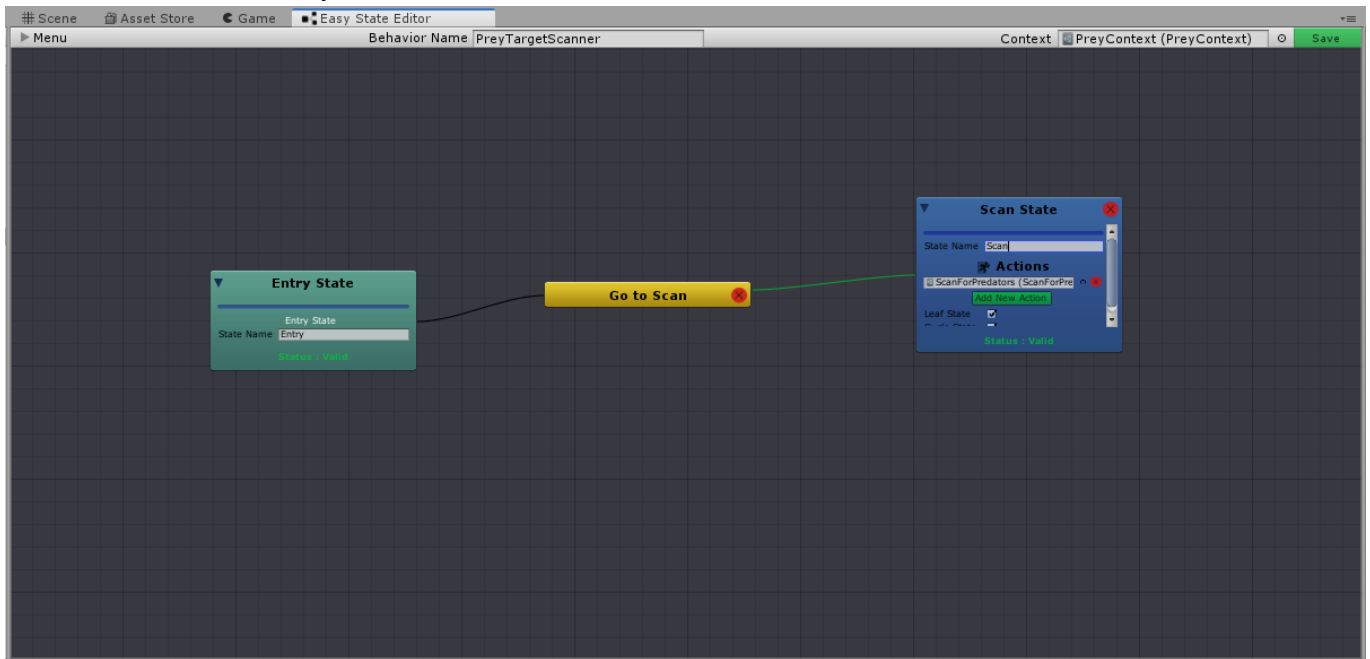 Scene Asset Store Game Easy State Editor
Menu Behavior Name PreyTargetScanner Context PreyContext (PreyContext) Save
Scan State
State Name Scan
Actions
ScanForPredators (ScanForPre
Add New Action
Leaf State
Status : Valid
Entry State
Entry State
State Name Entry
Status : Valid
Go to Scan